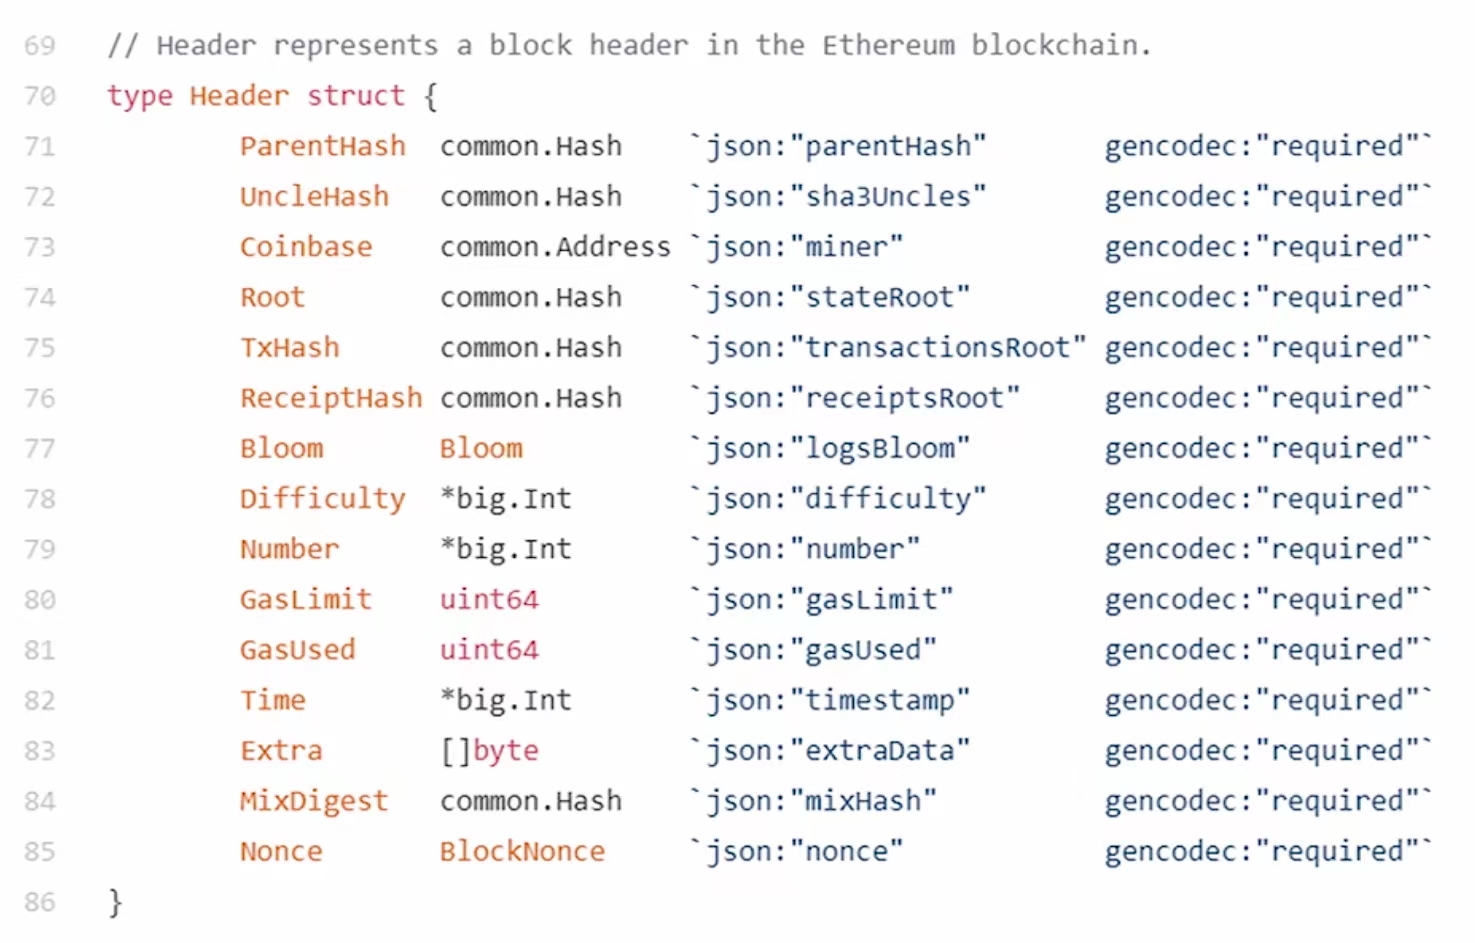 69 // Header represents a block header in the Ethereum blockchain.
70 type Header struct {
71 ParentHash common.Hash `json:"parentHash" gencodec:"required"`
72 UncleHash common.Hash `json:"sha3Uncles" gencodec:"required"`
73 Coinbase common.Address `json:"miner" gencodec:"required"`
74 Root common.Hash `json:"stateRoot" gencodec:"required"`
75 TxHash common.Hash `json:"transactionsRoot" gencodec:"required"`
76 ReceiptHash common.Hash `json:"receiptsRoot" gencodec:"required"`
77 Bloom Bloom `json:"logsBloom" gencodec:"required"`
78 Difficulty *big.Int `json:"difficulty" gencodec:"required"`
79 Number *big.Int `json:"number" gencodec:"required"`
80 GasLimit uint64 `json:"gasLimit" gencodec:"required"`
81 GasUsed uint64 `json:"gasUsed" gencodec:"required"`
82 Time *big.Int `json:"timestamp" gencodec:"required"`
83 Extra []byte `json:"extraData" gencodec:"required"`
84 MixDigest common.Hash `json:"mixHash" gencodec:"required"`
85 Nonce BlockNonce `json:"nonce" gencodec:"required"`
86 }